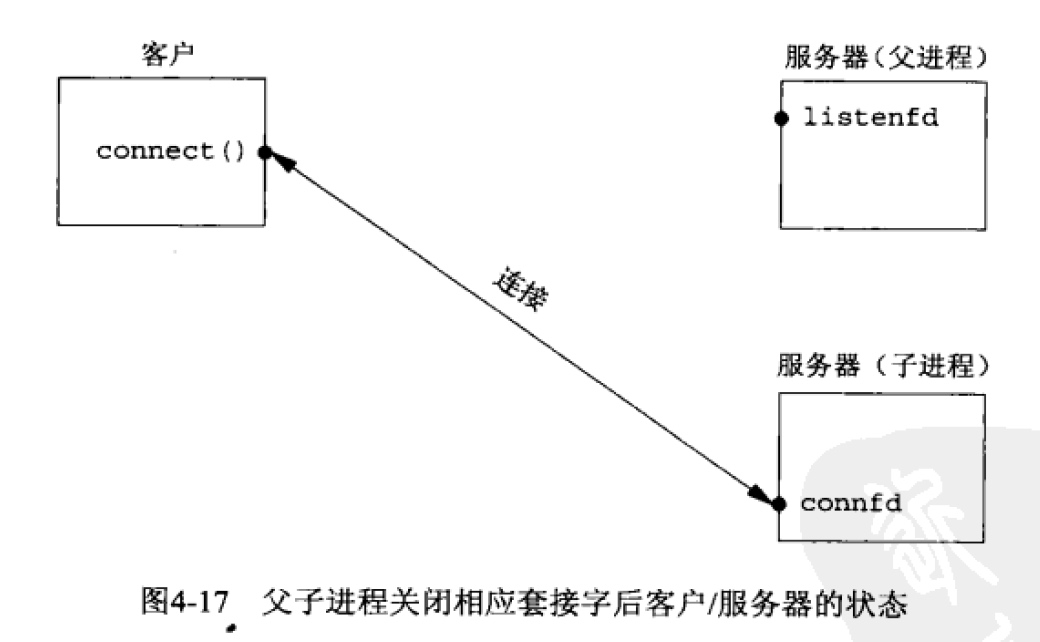 客户
服务器（父进程）
listenfd
connect()
连接
服务器（子进程）
connfd
图4-17 父子进程关闭相应套接字后客户/服务器的状态